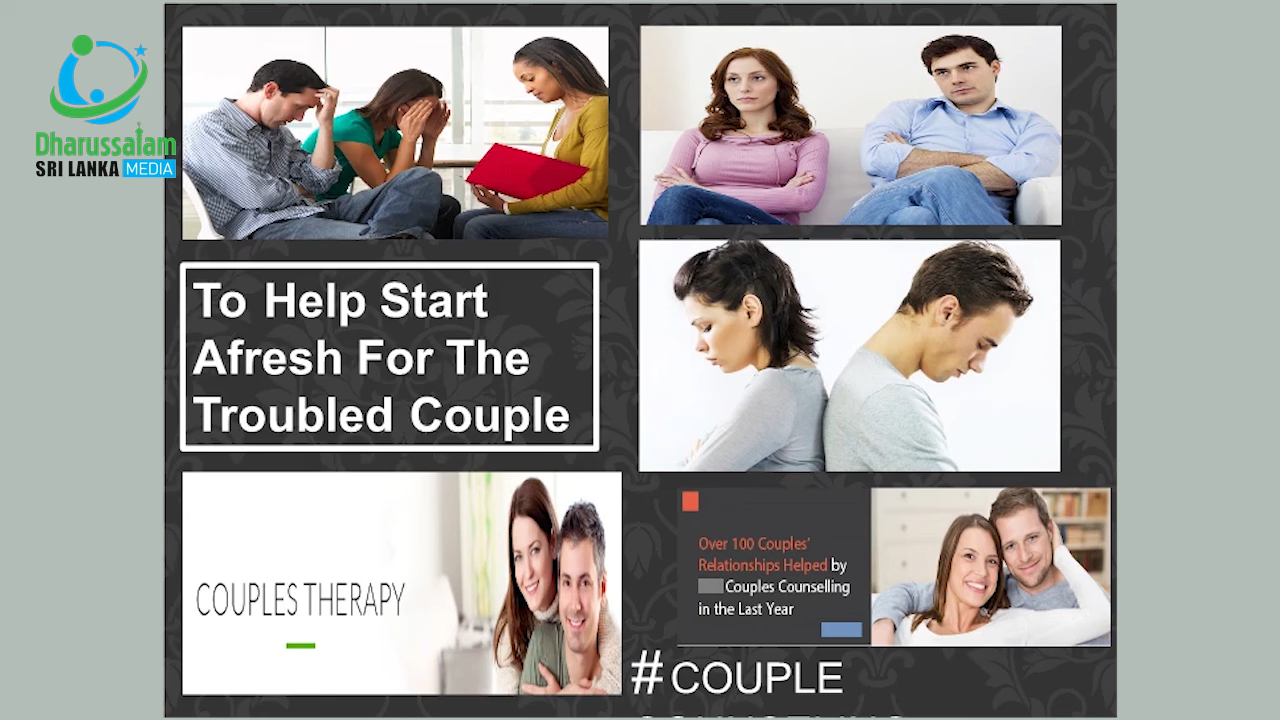 Dharussalam
SRI LANKA MEDIA
To Help Start
Afresh For The
Troubled Couple
COUPLES THERAPY
Over 100 Couples'
Relationships Helped by
Couples Counselling
in the Last Year
#COUPLE